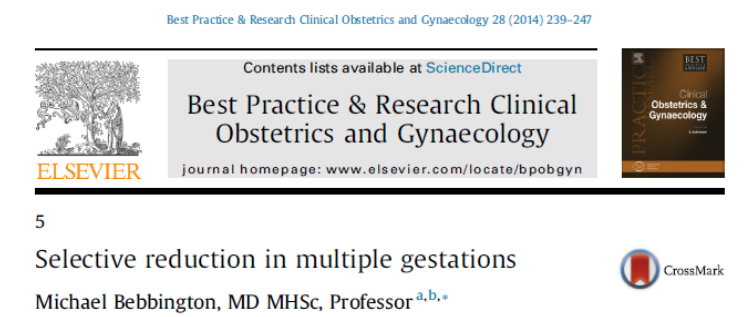 Best Practice & Research Clinical Obstetrics and Gynaecology 28 (2014) 239–247
Contents lists available at ScienceDirect
Best Practice & Research Clinical
Obstetrics and Gynaecology
journal homepage: www.elsevier.com/locate/bpobgyn
ELSEVIER
BEST
PRACTICE
Clinical
Obstetrics &
Gynaecology
5
Selective reduction in multiple gestations
CrossMark
Michael Bebbington, MD MHSc, Professor a,b,*